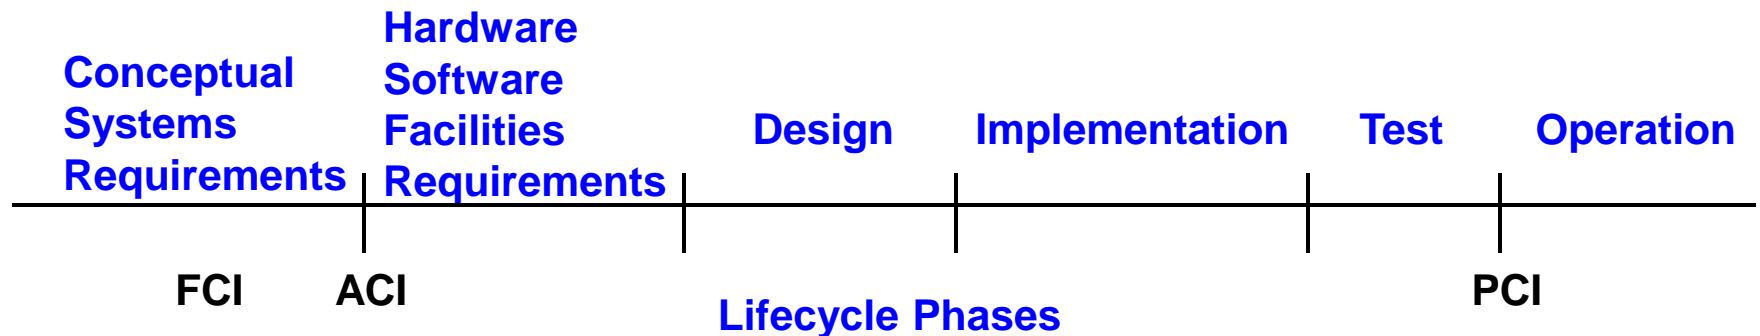 Conceptual
Systems
Requirements
Hardware
Software
Facilities
Requirements
Design
Implementation
Test
Operation
FCI
ACI
PCI
Lifecycle Phases